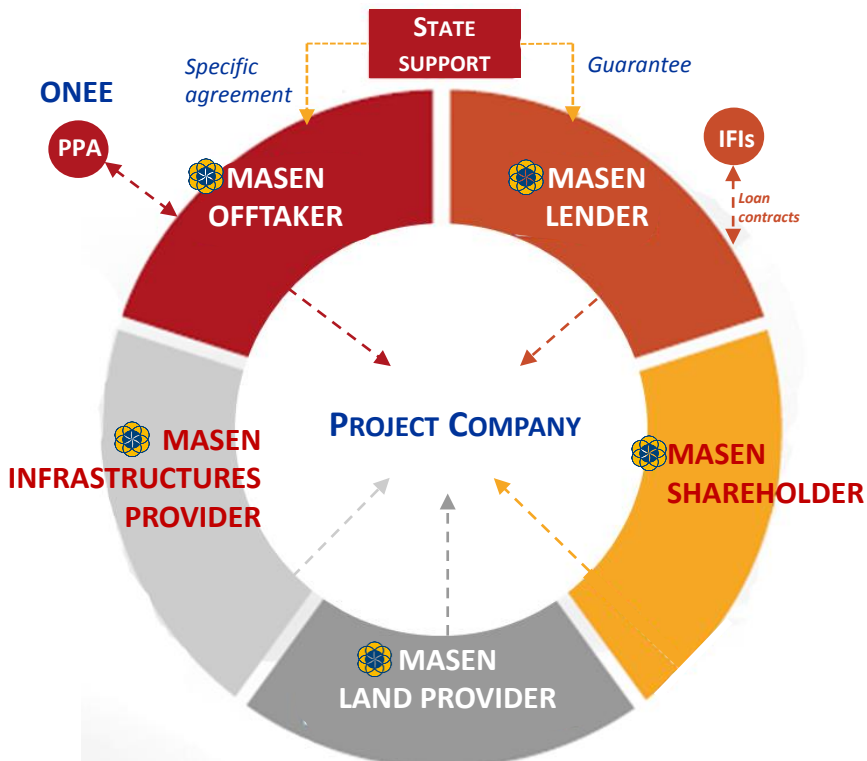 STATE
SUPPORT
Specific
agreement
Guarantee
ONEE
PPA
IFIs
MASEN
OFFTAKER
MASEN
LENDER
Loan
contracts
PROJECT COMPANY
MASEN
INFRASTRUCTURES
PROVIDER
MASEN
SHAREHOLDER
MASEN
LAND PROVIDER